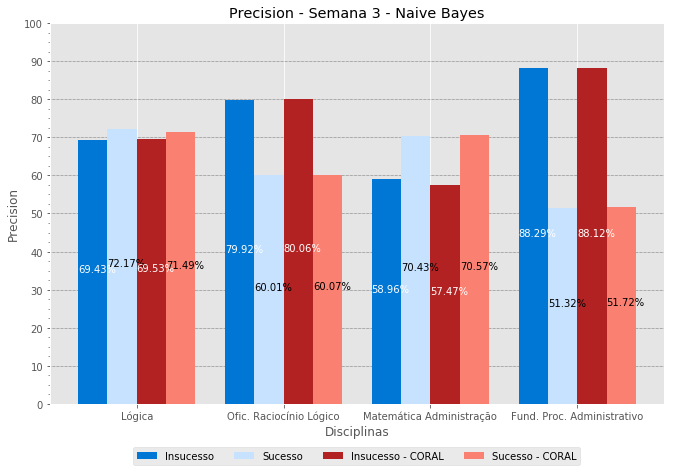 Precision - Semana 3 - Naive Bayes
Precision
100
90
80
70
60
50
40
30
20
10
0
69.43%
72.17%
69.53%
71.49%
79.92%
60.01%
80.06%
60.07%
58.96%
70.43%
57.47%
70.57%
88.29%
51.32%
88.12%
51.72%
Lógica
Ofic. Raciocínio Lógico
Matemática Administração
Fund. Proc. Administrativo
Disciplinas
Insucesso
Sucesso
Insucesso - CORAL
Sucesso - CORAL